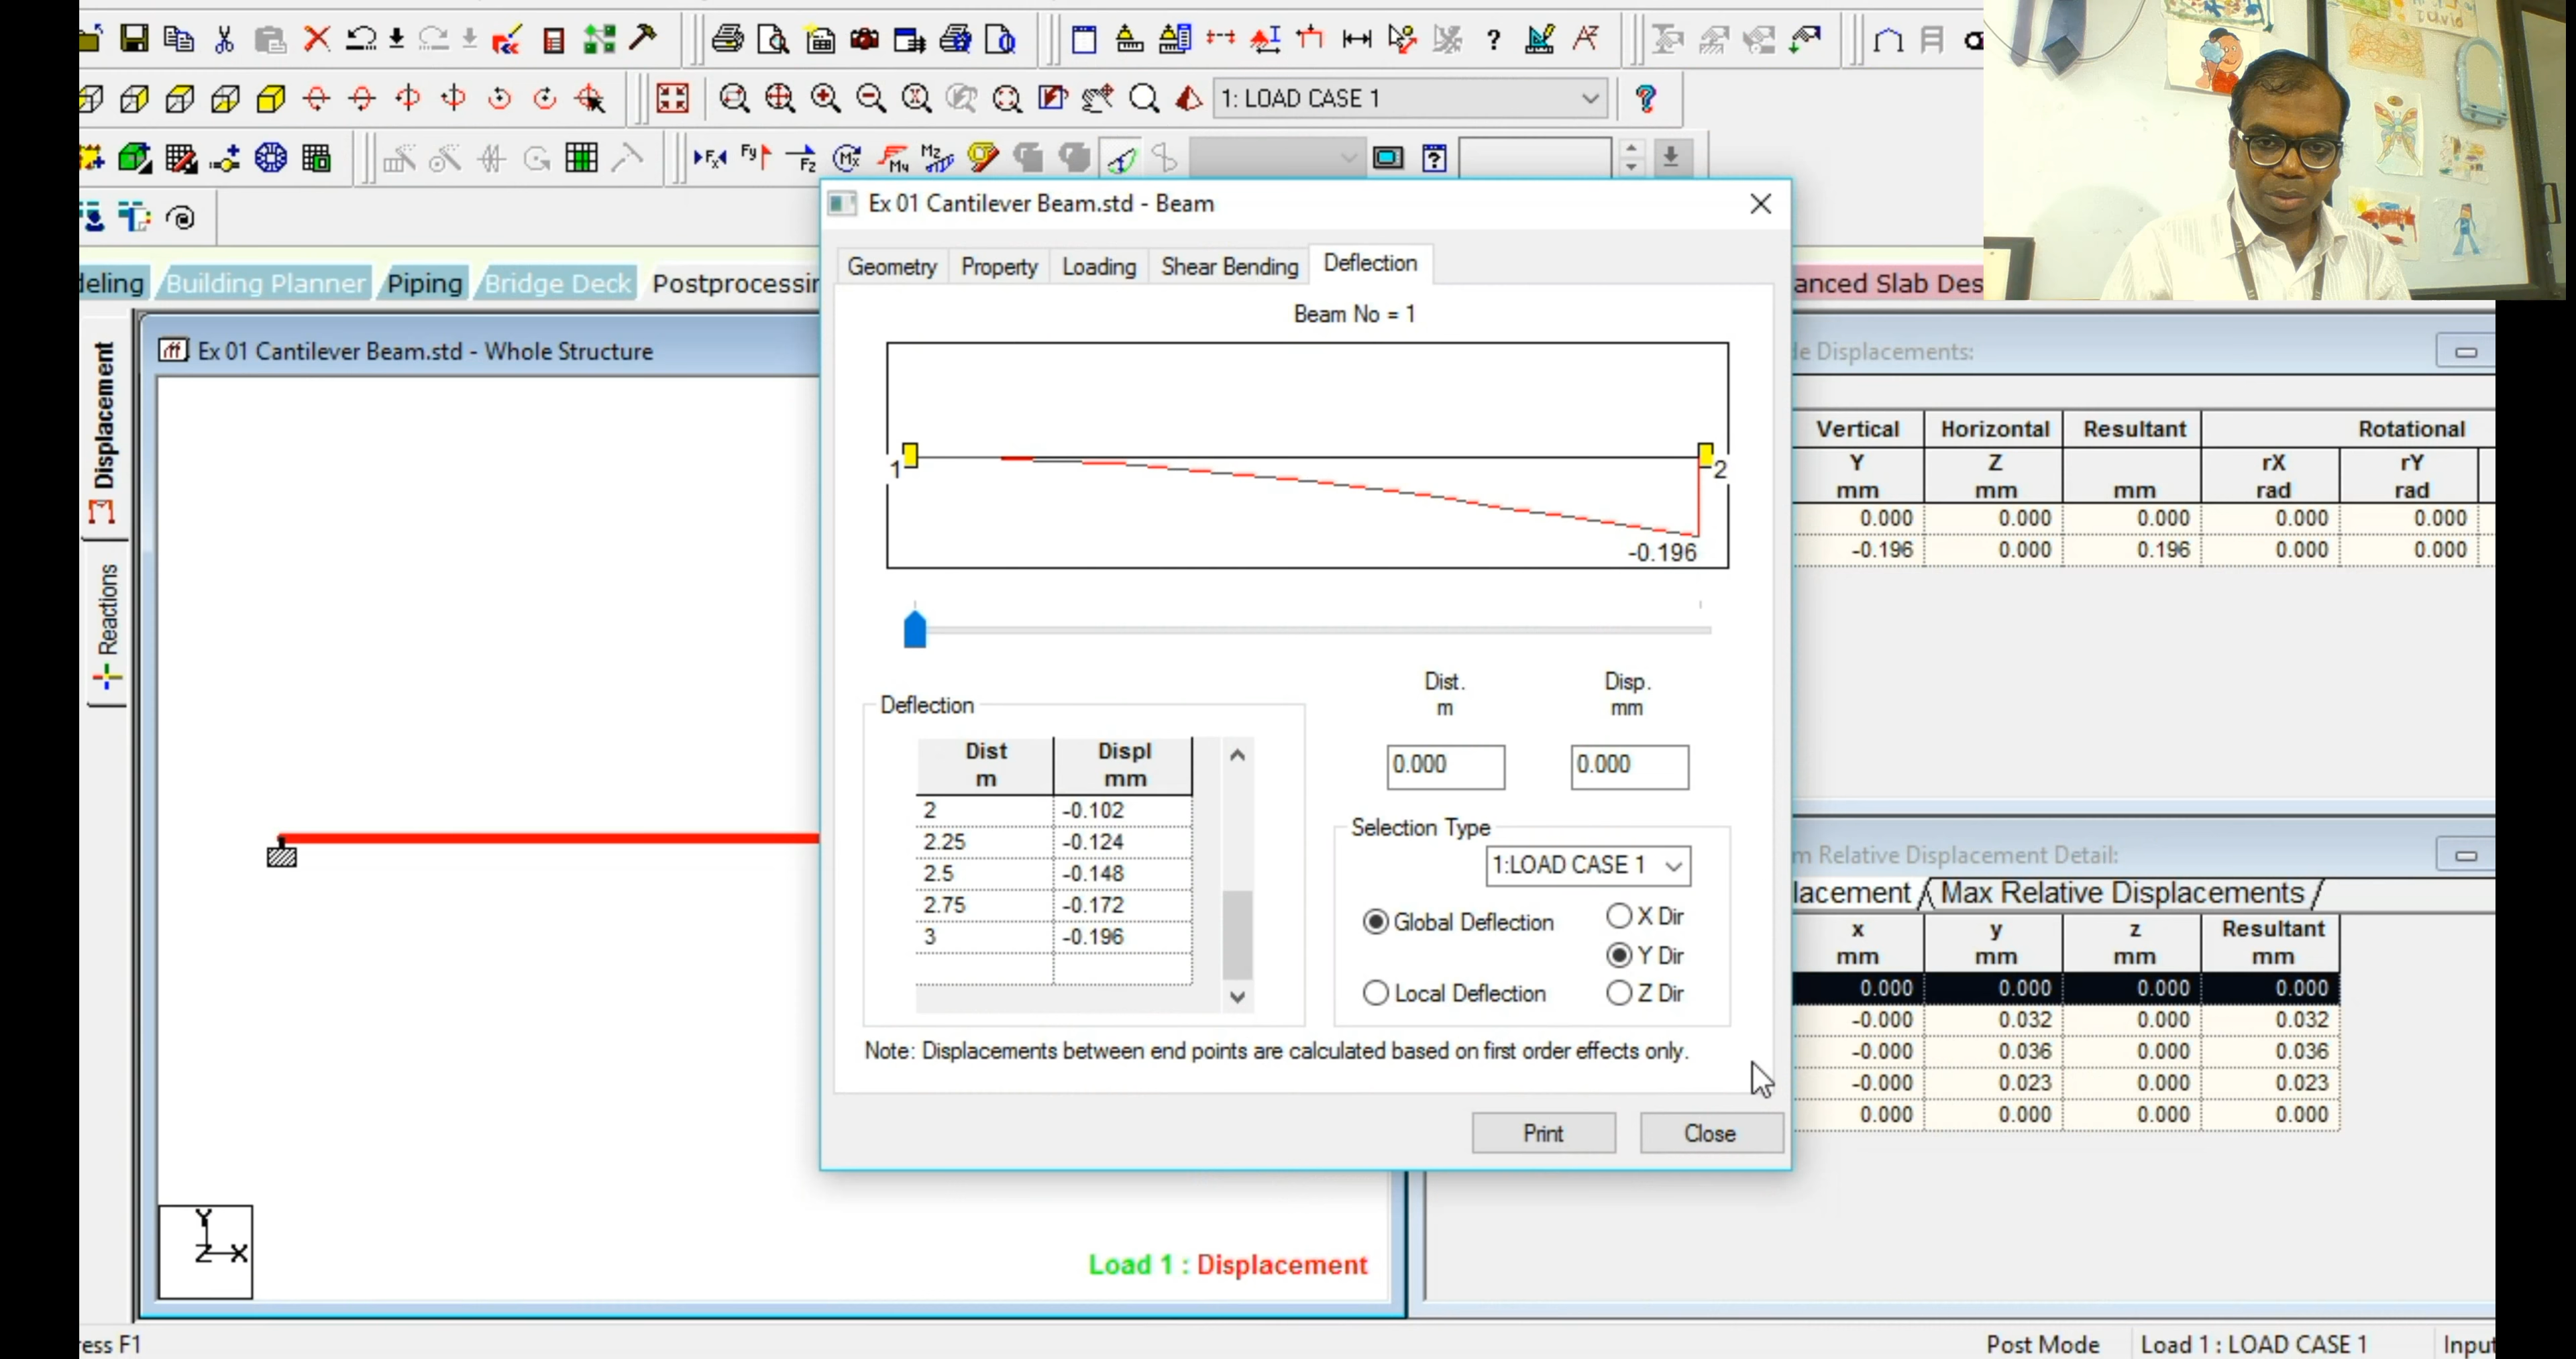 1: LOAD CASE 1
Ex 01 Cantilever Beam.std - Beam
Geometry Property Loading Shear Bending Deflection
eling Building Planner Piping Bridge Deck Postprocessin
anced Slab Des
Beam No = 1
Ex 01 Cantilever Beam.std - Whole Structure
Displacement
Reactions
1
2
-0.196
Deflection
Dist Displ
m mm
2 -0.102
2.25 -0.124
2.5 -0.148
2.75 -0.172
3 -0.196
Dist. Disp.
m mm
0.000 0.000
Selection Type
1:LOAD CASE 1
Global Deflection X Dir
Y Dir
Local Deflection Z Dir
Note: Displacements between end points are calculated based on first order effects only.
Print Close
Y
Z X
Load 1 : Displacement
e Displacements:
Vertical Horizontal Resultant Rotational
Y Z rX rY
mm mm mm rad rad
0.000 0.000 0.000 0.000 0.000
-0.196 0.000 0.196 0.000 0.000
m Relative Displacement Detail:
lacement Max Relative Displacements
x y z Resultant
mm mm mm mm
0.000 0.000 0.000 0.000
-0.000 0.032 0.000 0.032
-0.000 0.036 0.000 0.036
-0.000 0.023 0.000 0.023
0.000 0.000 0.000 0.000
ess F1
Post Mode Load 1 : LOAD CASE 1 Input